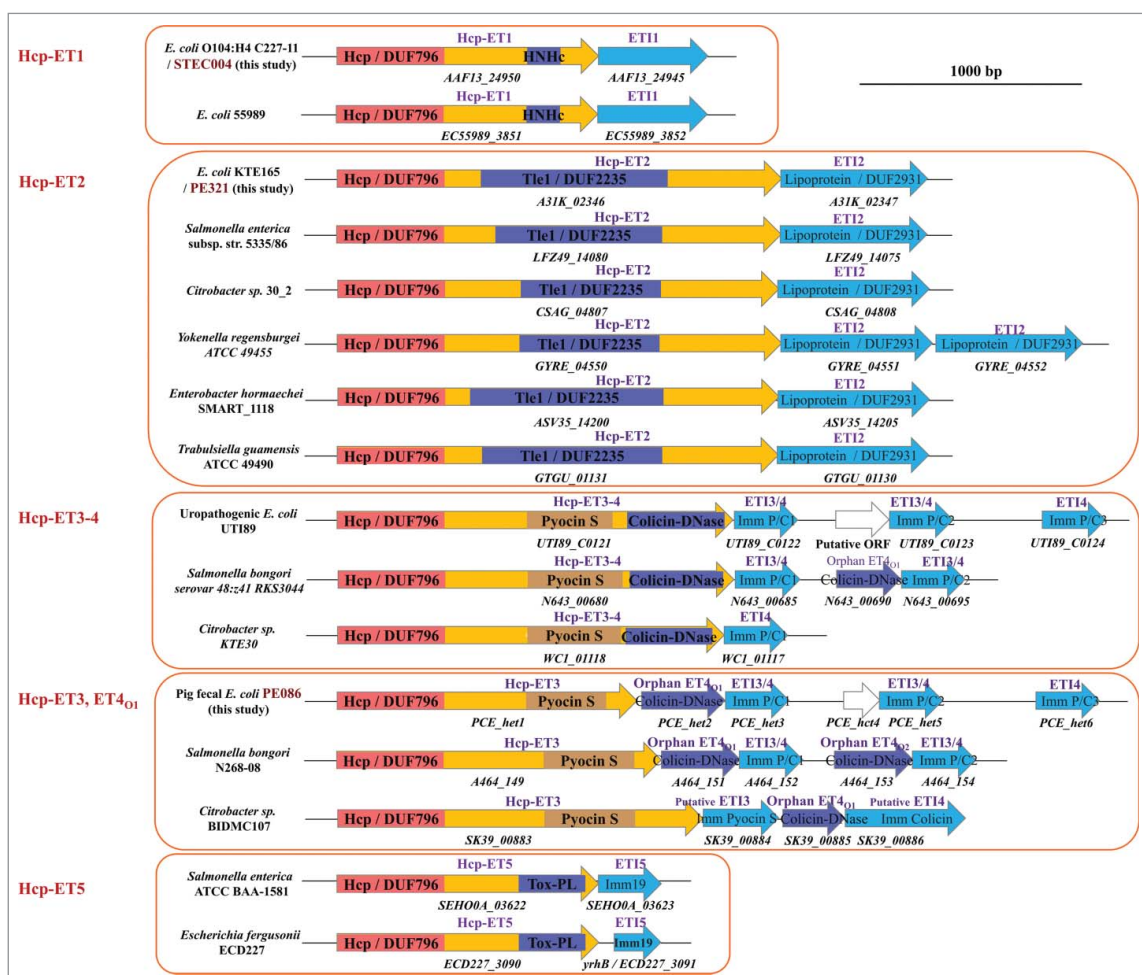 Hcp-ET1
E. coli O104:H4 C227-11
/ STEC004 (this study)
Hcp-ET1
ETI1
Hcp / DUF796
HNHc
AAF13_24950
AAF13_24945
1000 bp
E. coli 55989
Hcp-ET1
ETI1
Hcp / DUF796
HNHc
EC55989_3851
EC55989_3852
Hcp-ET2
E. coli KTE165
/ PE321 (this study)
Hcp-ET2
ETI2
Hcp / DUF796
Tle1 / DUF2235
Lipoprotein / DUF2931
A31K_02346
A31K_02347
Salmonella enterica
subsp. str. 5335/86
Hcp-ET2
ETI2
Hcp / DUF796
Tle1 / DUF2235
Lipoprotein / DUF2931
LFZ49_14080
LFZ49_14075
Citrobacter sp. 30_2
Hcp-ET2
ETI2
Hcp / DUF796
Tle1 / DUF2235
Lipoprotein / DUF2931
CSAG_04807
CSAG_04808
Yokenella regensburgei
ATCC 49455
Hcp-ET2
ETI2
ETI2
Hcp / DUF796
Tle1 / DUF2235
Lipoprotein / DUF2931
Lipoprotein / DUF2931
GYRE_04550
GYRE_04551
GYRE_04552
Enterobacter hormaechei
SMART_1118
Hcp-ET2
ETI2
Hcp / DUF796
Tle1 / DUF2235
Lipoprotein / DUF2931
ASV35_14200
ASV35_14205
Trabulsiella guamensis
ATCC 49490
Hcp-ET2
ETI2
Hcp / DUF796
Tle1 / DUF2235
Lipoprotein / DUF2931
GTGU_01131
GTGU_01130
Hcp-ET3-4
Uropathogenic E. coli
UTI89
Hcp-ET3-4
ETI3/4
ETI3/4
ETI4
Hcp / DUF796
Pyocin S
Colicin-DNase
Imm P/C1
Imm P/C2
Imm P/C3
UTI89_C0121
UTI89_C0122
Putative ORF
UTI89_C0123
UTI89_C0124
Salmonella bongori
serovar 48:z41 RKS3044
Hcp-ET3-4
ETI3/4
Orphan ET4O1
ETI3/4
Hcp / DUF796
Pyocin S
Colicin-DNase
Imm P/C1
Colicin-DNase
Imm P/C2
N643_00680
N643_00685
N643_00690
N643_00695
Citrobacter sp.
KTE30
Hcp-ET3-4
ETI4
Hcp / DUF796
Pyocin S
Colicin-DNase
Imm P/C1
WC1_01118
WC1_01117
Hcp-ET3, ET4O1
Pig fecal E. coli PE086
(this study)
Hcp-ET3
Orphan ET4O1
ETI3/4
ETI3/4
ETI4
Hcp / DUF796
Pyocin S
Colicin-DNase
Imm P/C1
Imm P/C2
Imm P/C3
PCE_het1
PCE_het2
PCE_het3
PCE_hct4
PCE_het5
PCE_het6
Salmonella bongori
N268-08
Hcp-ET3
Orphan ET4O1
ETI3/4
Orphan ET4O2
ETI3/4
Hcp / DUF796
Pyocin S
Colicin-DNase
Imm P/C1
Colicin-DNase
Imm P/C2
A464_149
A464_151
A464_152
A464_153
A464_154
Citrobacter sp.
BIDMC107
Hcp-ET3
Putative ETI3
Orphan ET4O1
Putative ETI4
Hcp / DUF796
Pyocin S
Imm Pyocin S
Colicin-DNase
Imm Colicin
SK39_00883
SK39_00884
SK39_00885
SK39_00886
Hcp-ET5
Salmonella enterica
ATCC BAA-1581
Hcp-ET5
ETI5
Hcp / DUF796
Tox-PL
Imm19
SEHO0A_03622
SEHO0A_03623
Escherichia fergusonii
ECD227
Hcp-ET5
ETI5
Hcp / DUF796
Tox-PL
Imm19
ECD227_3090
yrhB / ECD227_3091